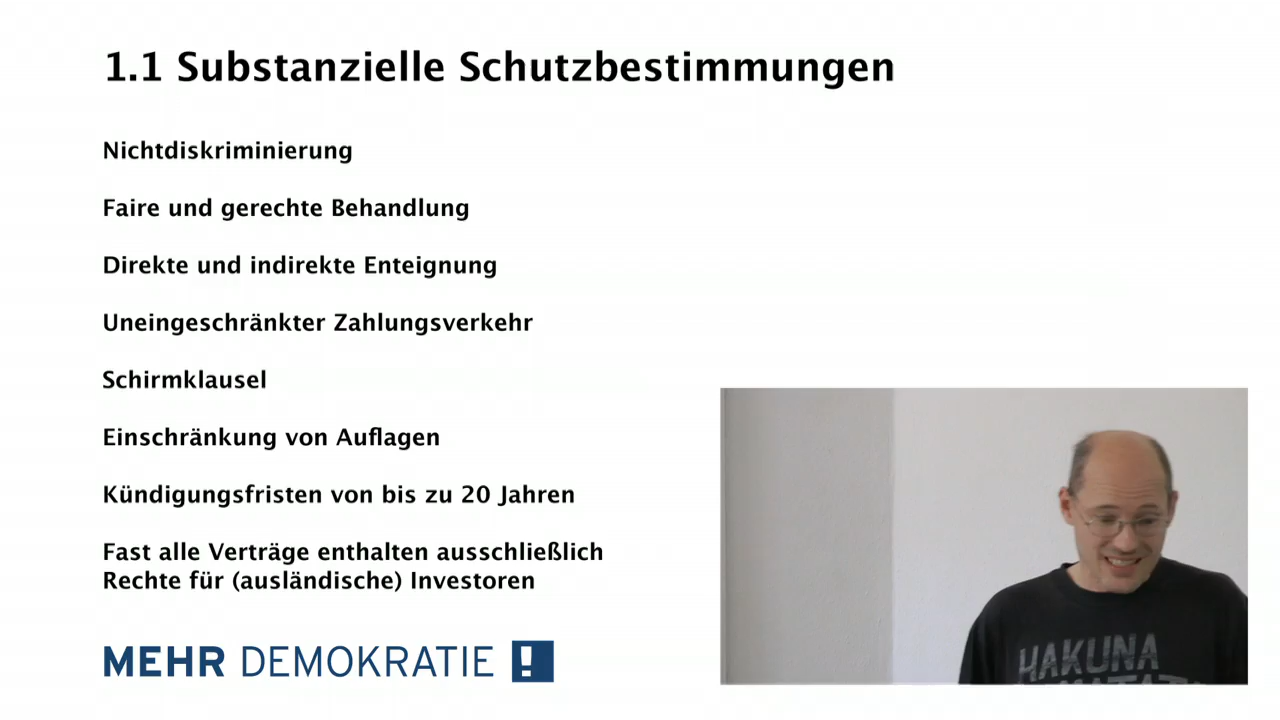 1.1 Substanzielle Schutzbestimmungen
Nichtdiskriminierung
Faire und gerechte Behandlung
Direkte und indirekte Enteignung
Uneingeschränkter Zahlungsverkehr
Schirmklausel
Einschränkung von Auflagen
Kündigungsfristen von bis zu 20 Jahren
Fast alle Verträge enthalten ausschließlich
Rechte für (ausländische) Investoren
MEHR DEMOKRATIE !
HAKUNA